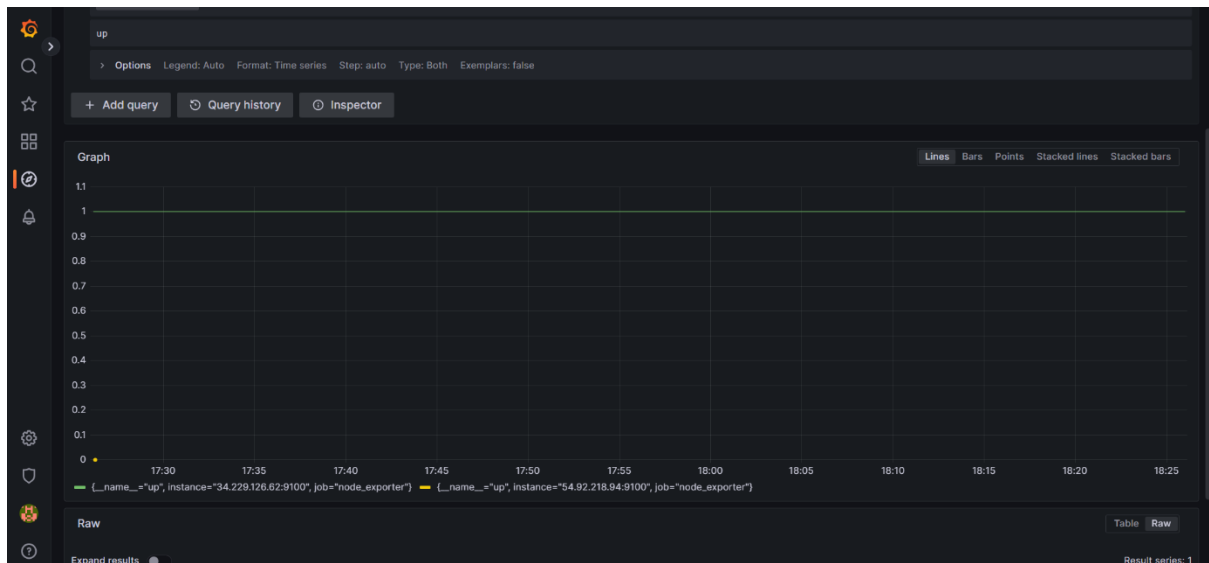 up
Options Legend: Auto Format: Time series Step: auto Type: Both Exemplars: false
+ Add query Query history Inspector
Graph
Lines Bars Points Stacked lines Stacked bars
1.1
1
0.9
0.8
0.7
0.6
0.5
0.4
0.3
0.2
0.1
0
17:30 17:35 17:40 17:45 17:50 17:55 18:00 18:05 18:10 18:15 18:20 18:25
{__name__="up", instance="34.229.126.62:9100", job="node_exporter"} {__name__="up", instance="54.92.218.94:9100", job="node_exporter"}
Raw
Table Raw
Expand results
Result series: 1